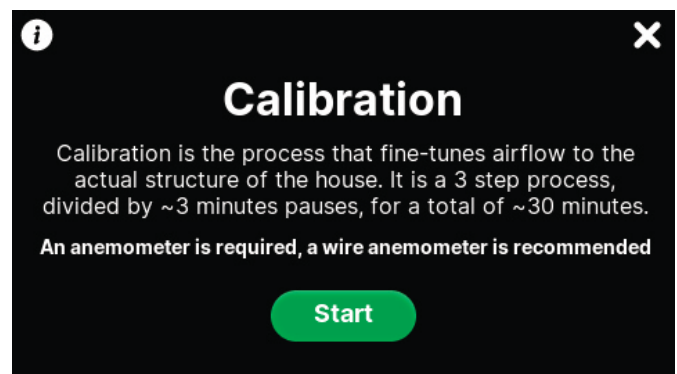 i
Calibration
Calibration is the process that fine-tunes airflow to the
actual structure of the house. It is a 3 step process,
divided by ~3 minutes pauses, for a total of ~30 minutes.
An anemometer is required, a wire anemometer is recommended
Start